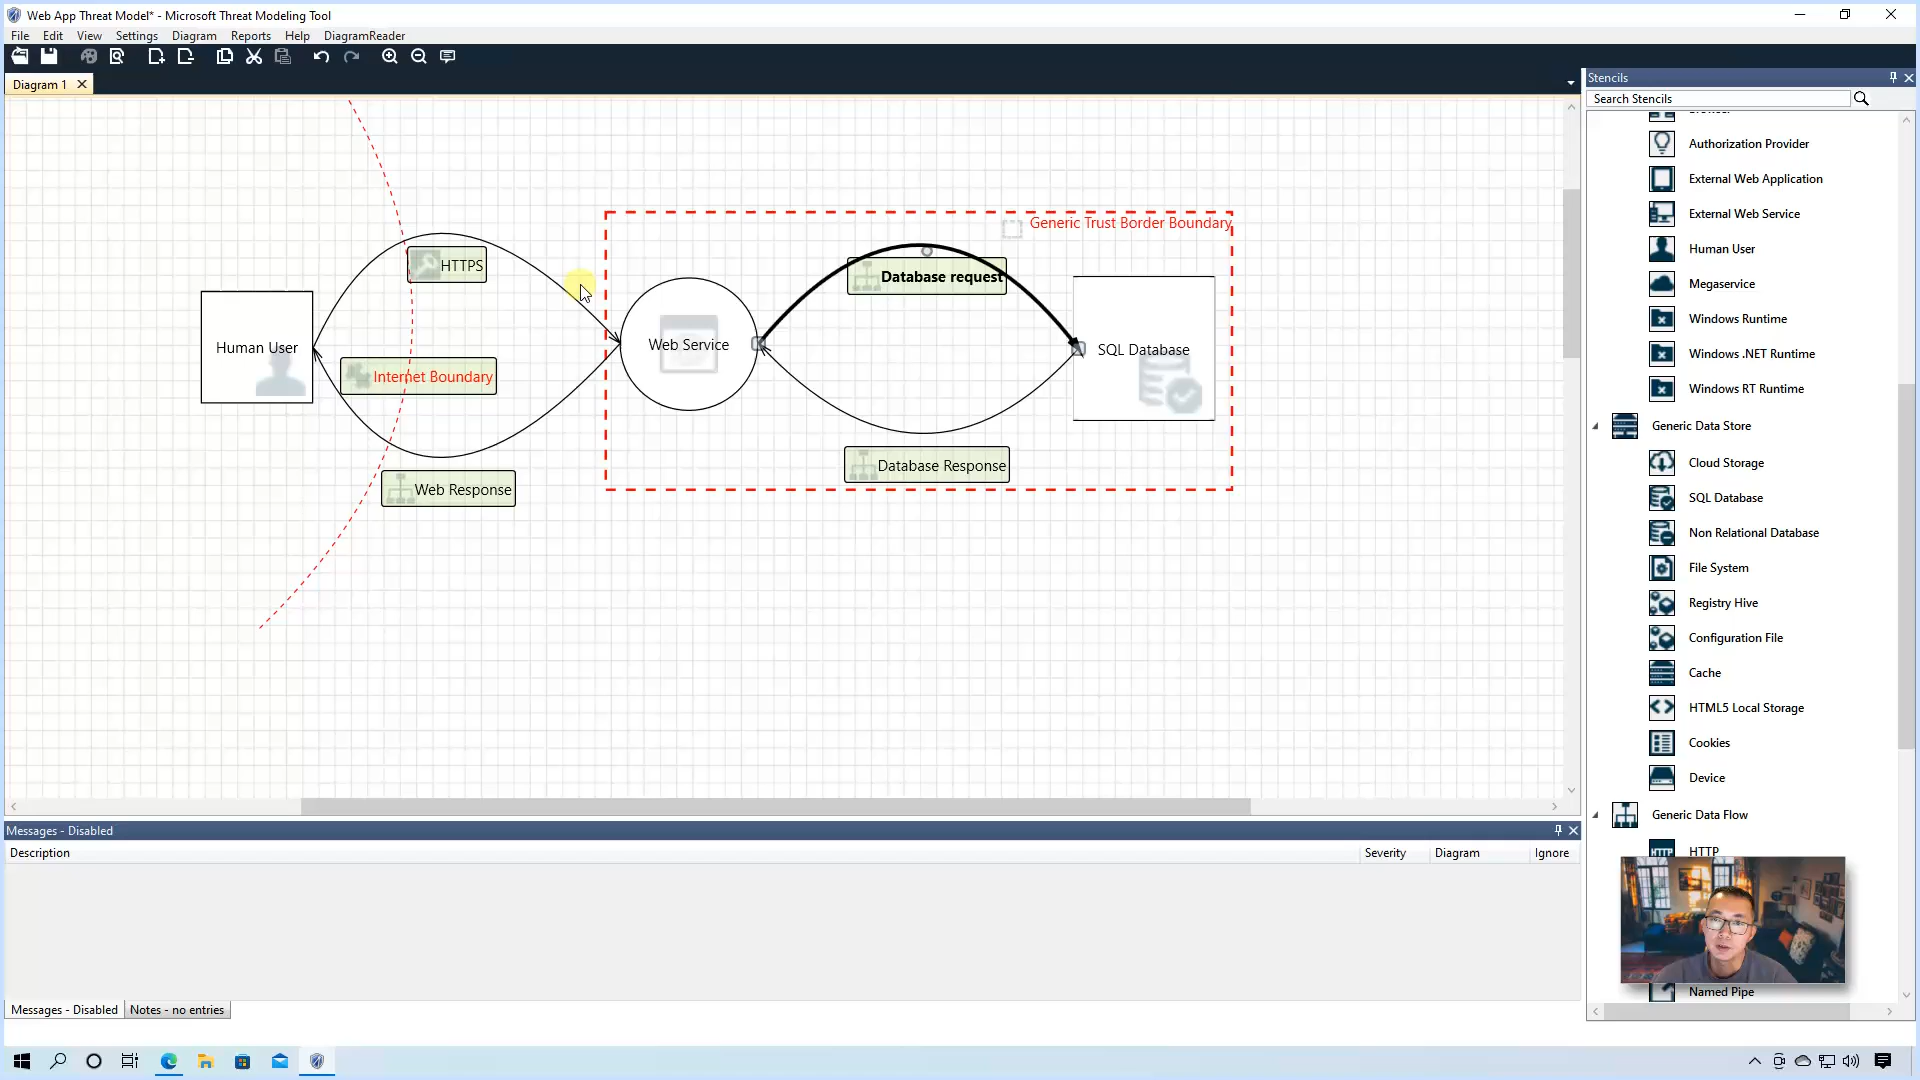 Web App Threat Model* - Microsoft Threat Modeling Tool
File Edit View Settings Diagram Reports Help DiagramReader
Diagram 1
Generic Trust Border Boundary
HTTPS
Database request
Human User
Web Service
SQL Database
Internet Boundary
Database Response
Web Response
Stencils
Search Stencils
Authorization Provider
External Web Application
External Web Service
Human User
Megaservice
Windows Runtime
Windows .NET Runtime
Windows RT Runtime
Generic Data Store
Cloud Storage
SQL Database
Non Relational Database
File System
Registry Hive
Configuration File
Cache
HTML5 Local Storage
Cookies
Device
Generic Data Flow
HTTP HTTP
Named Pipe
Messages - Disabled
Description Severity Diagram Ignore
Messages - Disabled Notes - no entries